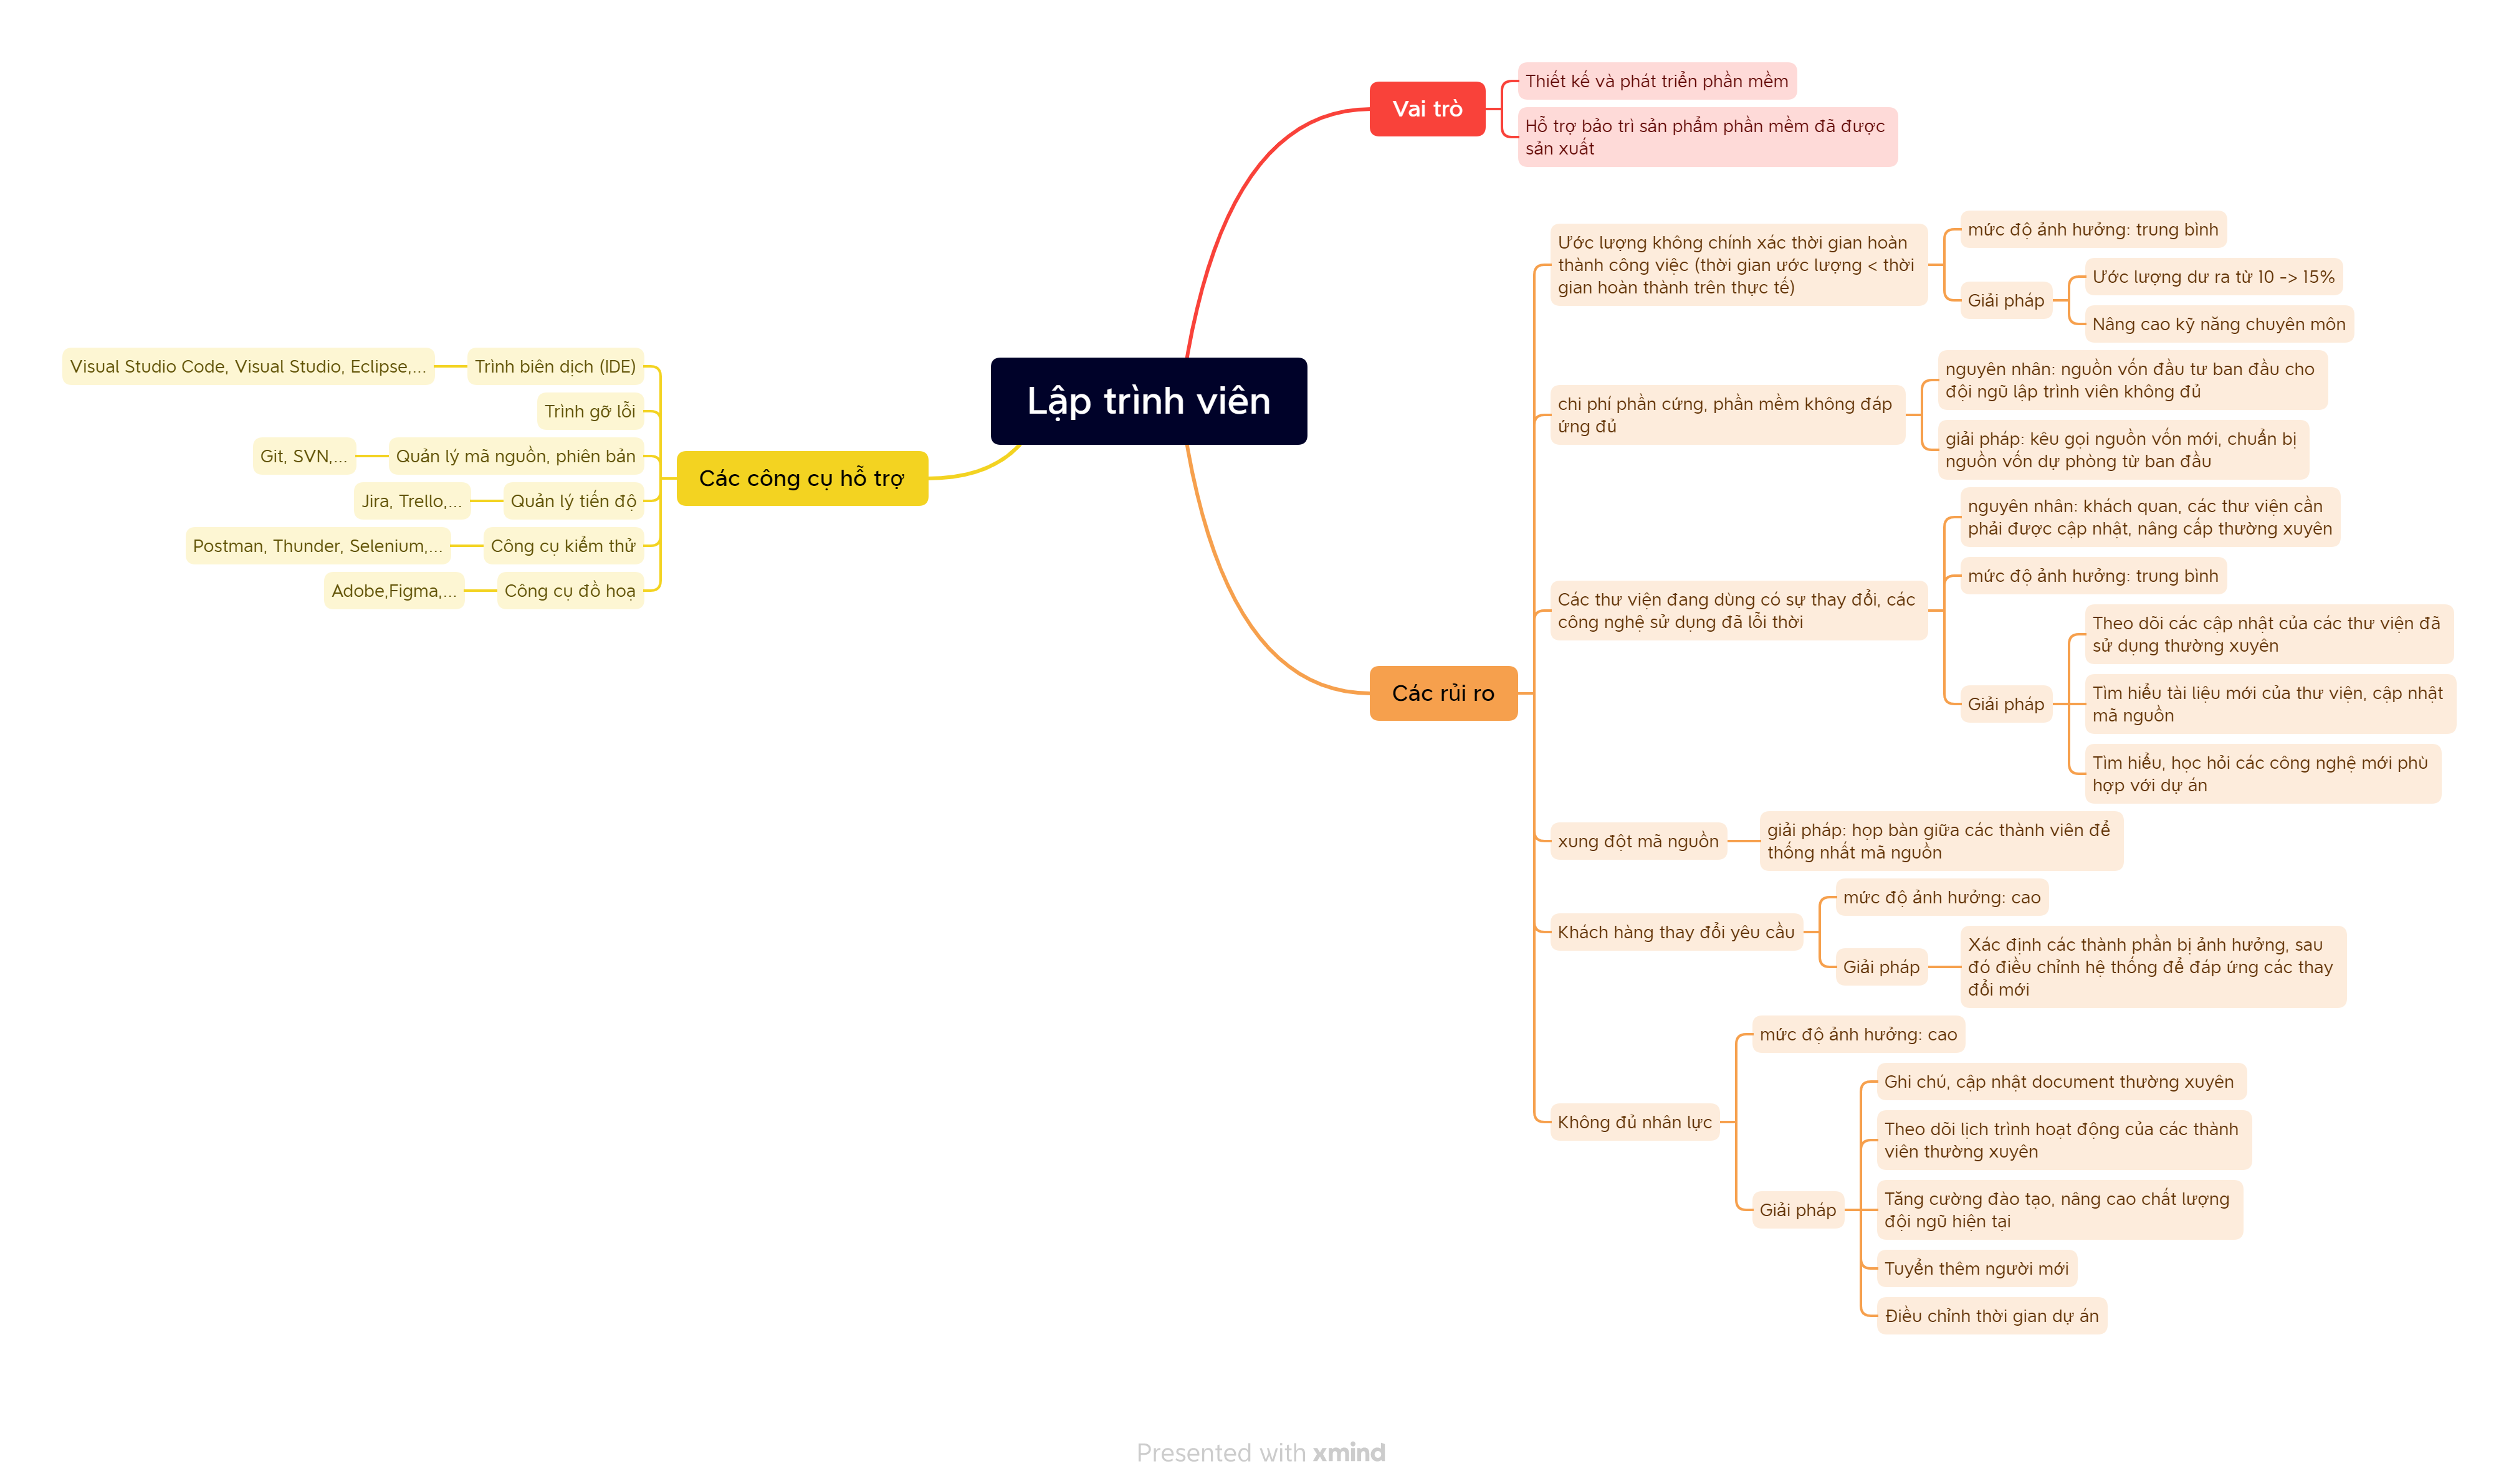 Lập trình viên
Vai trò
Thiết kế và phát triển phần mềm
Hỗ trợ bảo trì sản phẩm phần mềm đã được
sản xuất
Các rủi ro
Ước lượng không chính xác thời gian hoàn
thành công việc (thời gian ước lượng < thời
gian hoàn thành trên thực tế)
mức độ ảnh hưởng: trung bình
Giải pháp
Ước lượng dư ra từ 10 -> 15%
Nâng cao kỹ năng chuyên môn
chi phí phần cứng, phần mềm không đáp
ứng đủ
nguyên nhân: nguồn vốn đầu tư ban đầu cho
đội ngũ lập trình viên không đủ
giải pháp: kêu gọi nguồn vốn mới, chuẩn bị
nguồn vốn dự phòng từ ban đầu
Các thư viện đang dùng có sự thay đổi, các
công nghệ sử dụng đã lỗi thời
nguyên nhân: khách quan, các thư viện cần
phải được cập nhật, nâng cấp thường xuyên
mức độ ảnh hưởng: trung bình
Giải pháp
Theo dõi các cập nhật của các thư viện đã
sử dụng thường xuyên
Tìm hiểu tài liệu mới của thư viện, cập nhật
mã nguồn
Tìm hiểu, học hỏi các công nghệ mới phù
hợp với dự án
xung đột mã nguồn
giải pháp: họp bàn giữa các thành viên để
thống nhất mã nguồn
Khách hàng thay đổi yêu cầu
mức độ ảnh hưởng: cao
Giải pháp
Xác định các thành phần bị ảnh hưởng, sau
đó điều chỉnh hệ thống để đáp ứng các thay
đổi mới
Không đủ nhân lực
mức độ ảnh hưởng: cao
Giải pháp
Ghi chú, cập nhật document thường xuyên
Theo dõi lịch trình hoạt động của các thành
viên thường xuyên
Tăng cường đào tạo, nâng cao chất lượng
đội ngũ hiện tại
Tuyển thêm người mới
Điều chỉnh thời gian dự án
Các công cụ hỗ trợ
Trình biên dịch (IDE)
Visual Studio Code, Visual Studio, Eclipse,...
Trình gỡ lỗi
Quản lý mã nguồn, phiên bản
Git, SVN,...
Quản lý tiến độ
Jira, Trello,...
Công cụ kiểm thử
Postman, Thunder, Selenium,...
Công cụ đồ hoạ
Adobe,Figma,...
Presented with xmind